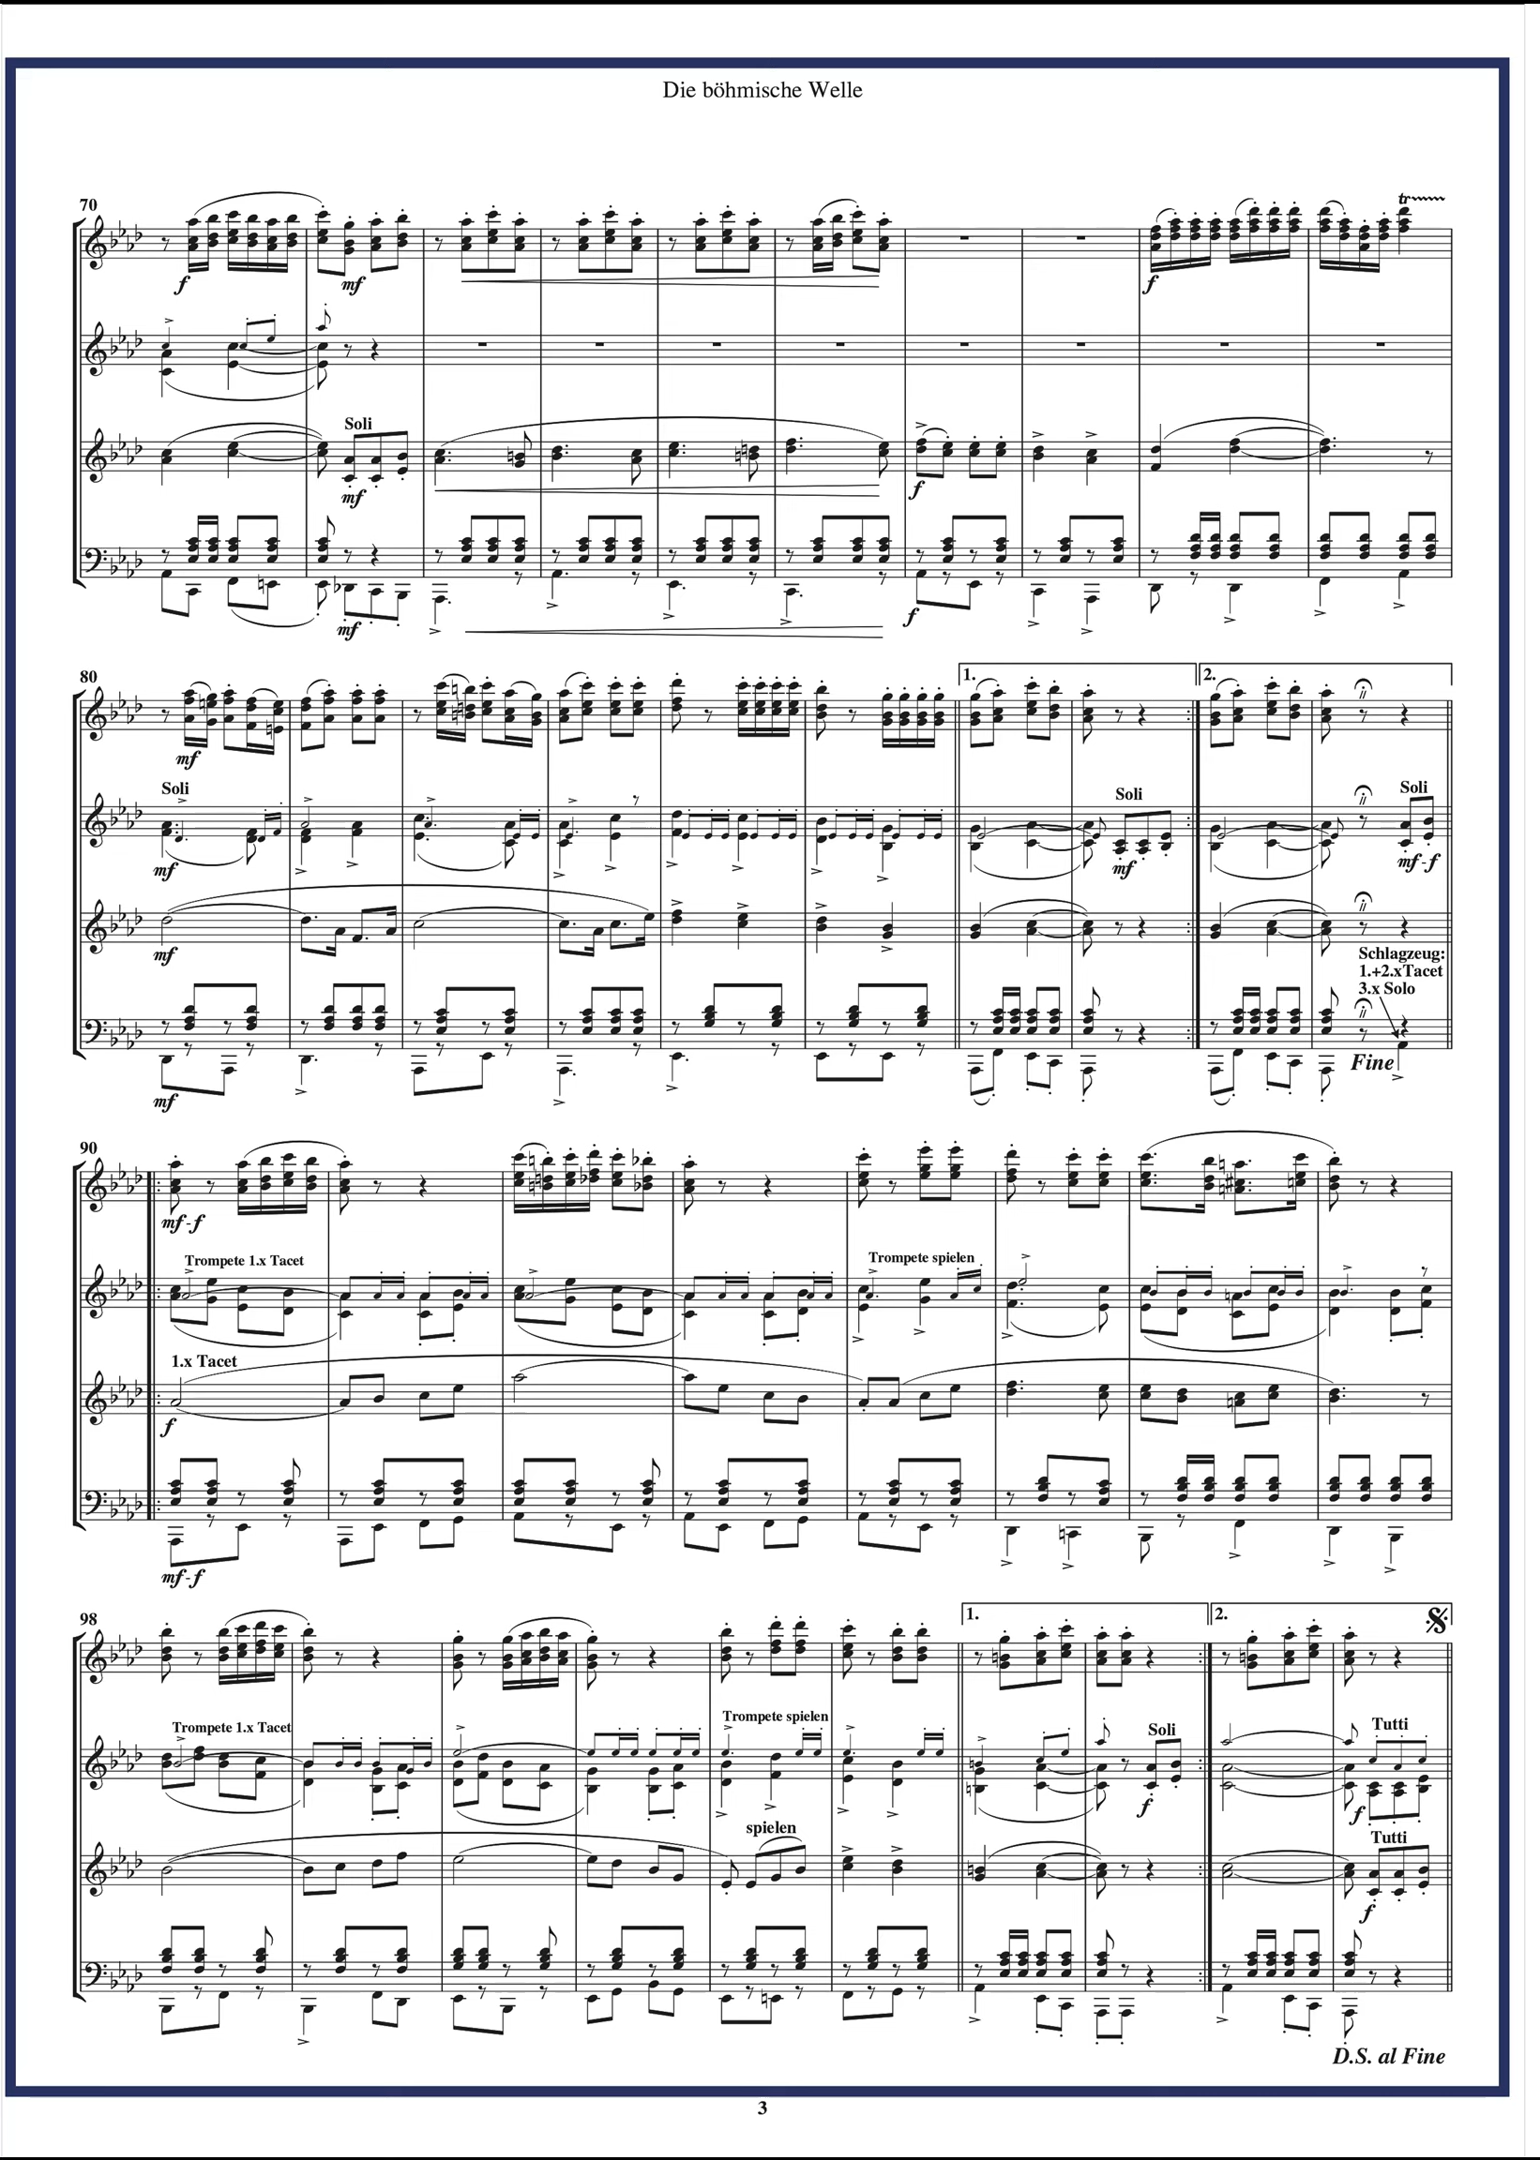 Die böhmische Welle
70
tr
f
mf
f
Soli
mf
f
mf
f
80
1.
2.
mf
Soli
Soli
Soli
mf
mf
mf-f
mf
Schlagzeug:
1.+2.xTacet
3.x Solo
Fine
mf
90
mf-f
Trompete 1.x Tacet
Trompete spielen
1.x Tacet
f
mf-f
98
1.
2.
Trompete 1.x Tacet
Trompete spielen
Soli
Tutti
f
f
spielen
Tutti
f
D.S. al Fine
3